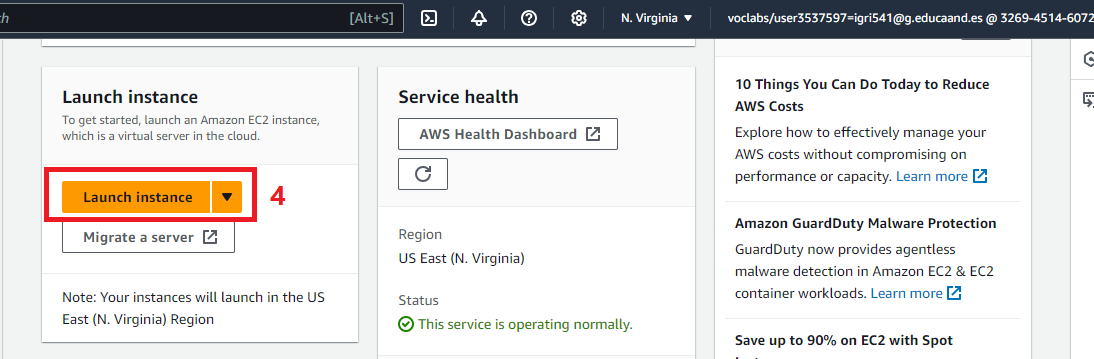 [Alt+S]
N. Virginia
voclabs/user3537597=igri541@g.educaand.es @ 3269-4514-6072
Launch instance
To get started, launch an Amazon EC2 instance,
which is a virtual server in the cloud.
Launch instance
4
Migrate a server
Note: Your instances will launch in the US
East (N. Virginia) Region
Service health
AWS Health Dashboard
Region
US East (N. Virginia)
Status
This service is operating normally.
10 Things You Can Do Today to Reduce
AWS Costs
Explore how to effectively manage your
AWS costs without compromising on
performance or capacity. Learn more
Amazon GuardDuty Malware Protection
GuardDuty now provides agentless
malware detection in Amazon EC2 & EC2
container workloads. Learn more
Save up to 90% on EC2 with Spot